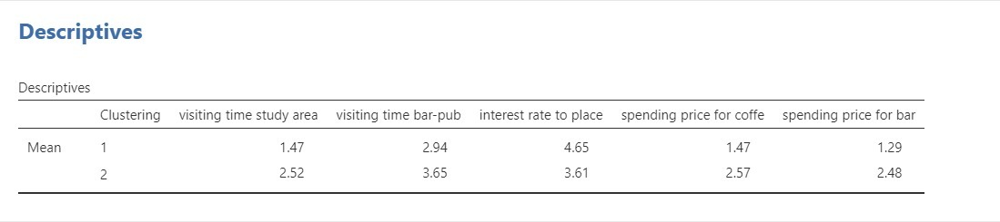 Descriptives
Descriptives
Clustering visiting time study area visiting time bar-pub interest rate to place spending price for coffe spending price for bar
Mean 1 1.47 2.94 4.65 1.47 1.29
2 2.52 3.65 3.61 2.57 2.48